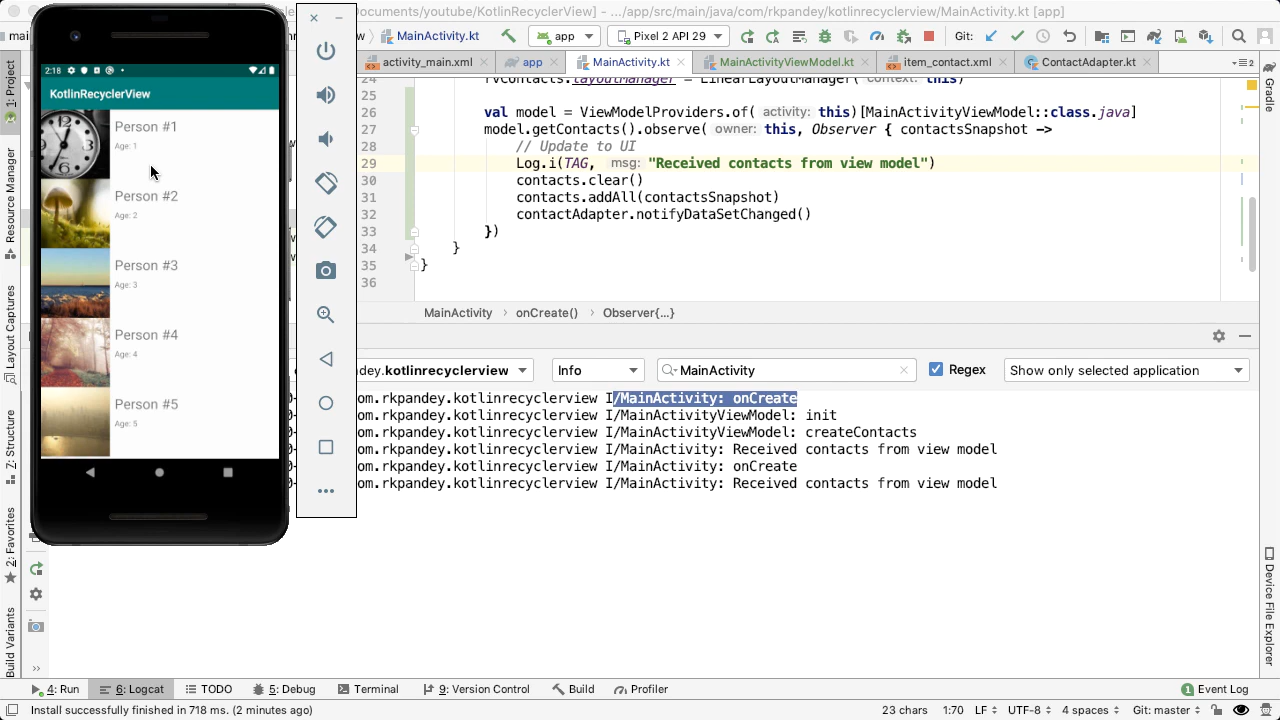 Documents/youtube/KotlinRecyclerView] - .../app/src/main/java/com/rkpandey/kotlinrecyclerview/MainActivity.kt [app]
MainActivity.kt
app
Pixel 2 API 29
Git:
activity_main.xml
app
MainActivity.kt
MainActivityViewModel.kt
item_contact.xml
ContactAdapter.kt
2
24 rvContacts.layoutManager = LinearLayoutManager( context: this)
25
26 val model = ViewModelProviders.of( activity: this)[MainActivityViewModel::class.java]
27 model.getContacts().observe( owner: this, Observer { contactsSnapshot ->
28 // Update to UI
29 Log.i(TAG, msg: "Received contacts from view model")
30 contacts.clear()
31 contacts.addAll(contactsSnapshot)
32 contactAdapter.notifyDataSetChanged()
33 })
34 }
35 }
36
MainActivity › onCreate() › Observer{...}
dey.kotlinrecyclerview
Info
MainActivity
Regex
Show only selected application
om.rkpandey.kotlinrecyclerview I/MainActivity: onCreate
om.rkpandey.kotlinrecyclerview I/MainActivityViewModel: init
om.rkpandey.kotlinrecyclerview I/MainActivityViewModel: createContacts
om.rkpandey.kotlinrecyclerview I/MainActivity: Received contacts from view model
om.rkpandey.kotlinrecyclerview I/MainActivity: onCreate
om.rkpandey.kotlinrecyclerview I/MainActivity: Received contacts from view model
2:18
KotlinRecyclerView
Person #1
Age: 1
Person #2
Age: 2
Person #3
Age: 3
Person #4
Age: 4
Person #5
Age: 5
1: Project
Resource Manager
Layout Captures
Z: Structure
2: Favorites
Build Variants
Gradle
Device File Explorer
4: Run
6: Logcat
TODO
5: Debug
Terminal
9: Version Control
Build
Profiler
1 Event Log
Install successfully finished in 718 ms. (2 minutes ago)
23 chars
1:70
LF
UTF-8
4 spaces
Git: master